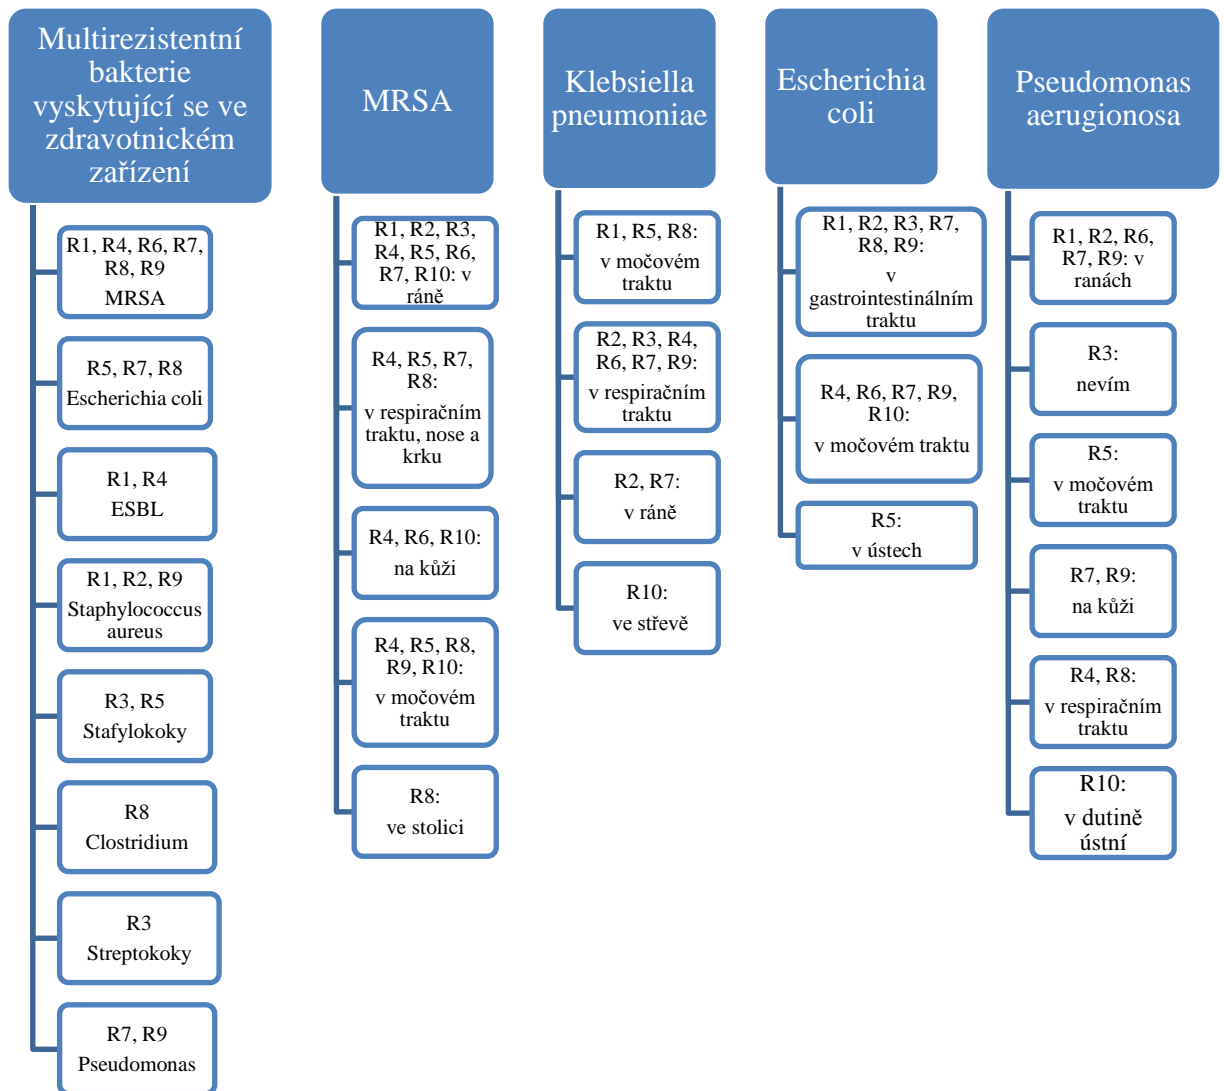 Multirezistentní
bakterie
vyskytující se ve
zdravotnickém
zařízení
R1, R4, R6, R7,
R8, R9
MRSA
R5, R7, R8
Escherichia coli
R1, R4
ESBL
R1, R2, R9
Staphylococcus
aureus
R3, R5
Stafylokoky
R8
Clostridium
R3
Streptokoky
R7, R9
Pseudomonas
MRSA
R1, R2, R3,
R4, R5, R6,
R7, R10: v
ráně
R4, R5, R7,
R8:
v respiračním
traktu, nose a
krku
R4, R6, R10:
na kůži
R4, R5, R8,
R9, R10:
v močovém
traktu
R8:
ve stolici
Klebsiella
pneumoniae
R1, R5, R8:
v močovém
traktu
R2, R3, R4,
R6, R7, R9:
v respiračním
traktu
R2, R7:
v ráně
R10:
ve střevě
Escherichia
coli
R1, R2, R3, R7,
R8, R9:
v
gastrointestinálním
traktu
R4, R6, R7, R9,
R10:
v močovém traktu
R5:
v ústech
Pseudomonas
aerugionosa
R1, R2, R6,
R7, R9: v
ranách
R3:
nevím
R5:
v močovém
traktu
R7, R9:
na kůži
R4, R8:
v respiračním
traktu
R10:
v dutině
ústní